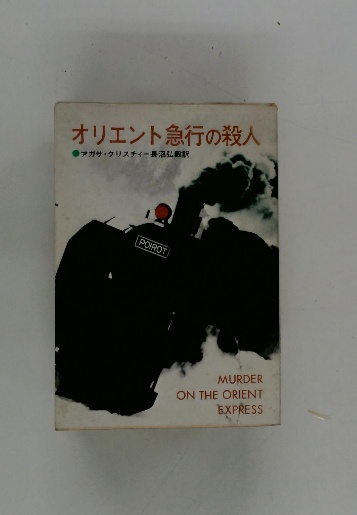 オリエント急行の殺人
●アガサ・クリスチィー長沼弘毅訳
POIROT
MURDER
ON THE ORIENT
EXPRESS